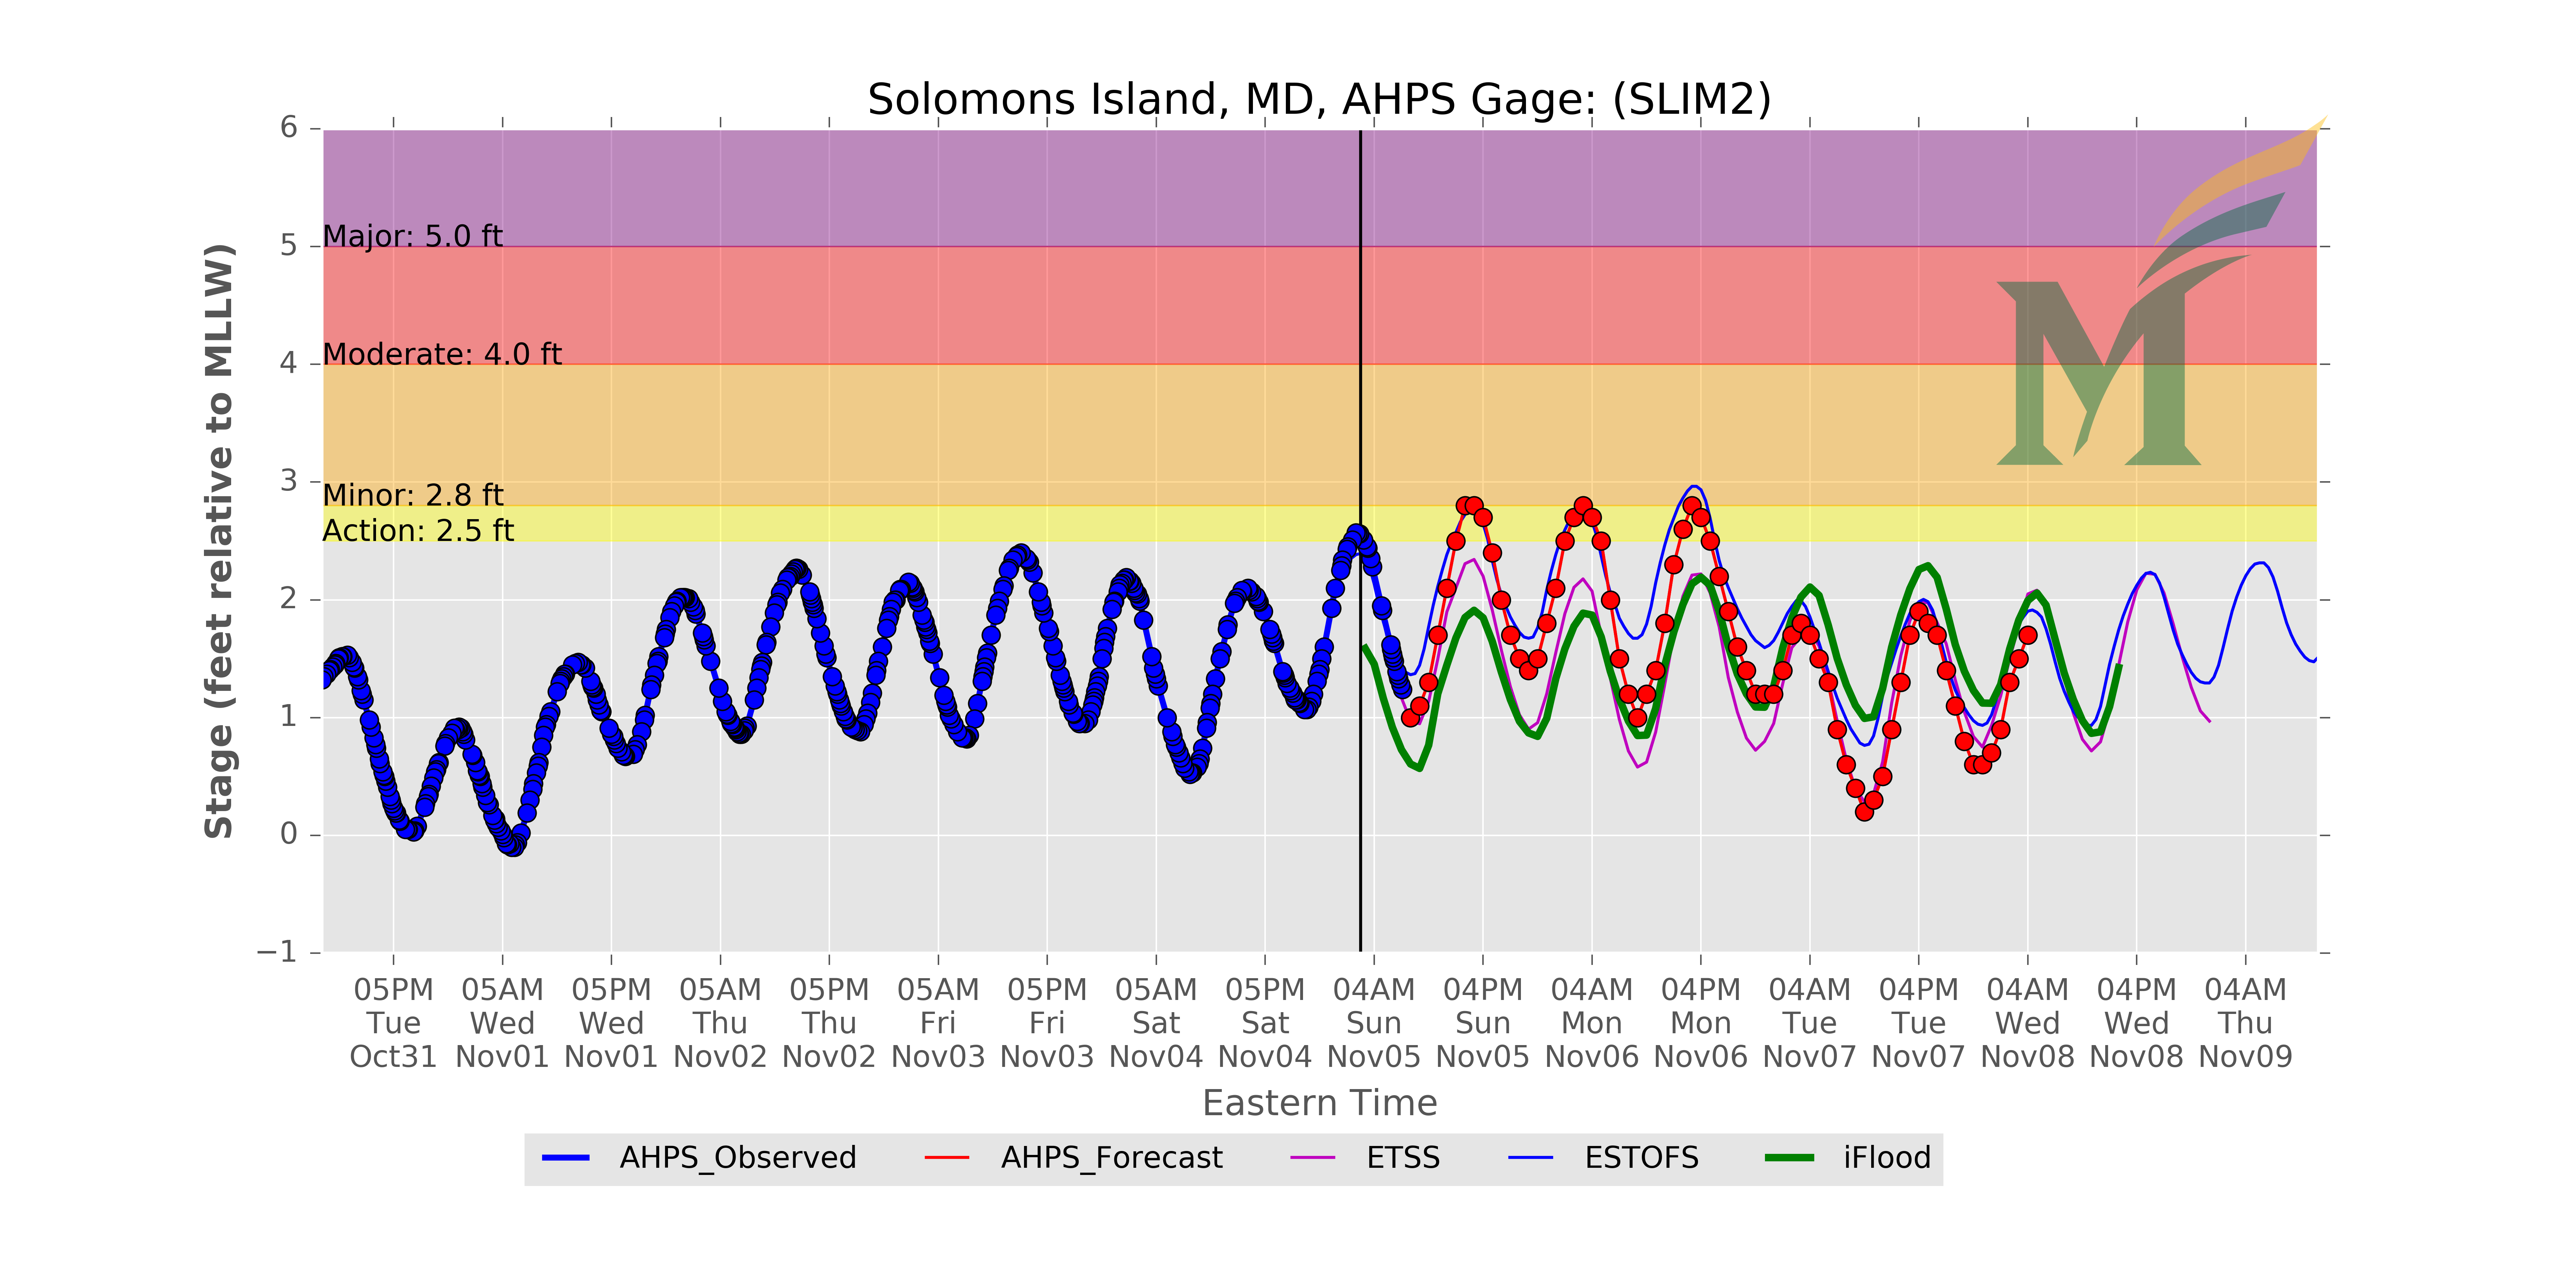 Solomons Island, MD, AHPS Gage: (SLIM2)
6
5
4
3
2
1
0
−1
Stage (feet relative to MLLW)
Major: 5.0 ft
Moderate: 4.0 ft
Minor: 2.8 ft
Action: 2.5 ft
M
05PM 05AM 05PM 05AM 05PM 05AM 05PM 05AM 05PM 04AM 04PM 04AM 04PM 04AM 04PM 04AM 04PM 04AM
Tue Wed Wed Thu Thu Fri Fri Sat Sat Sun Sun Mon Mon Tue Tue Wed Wed Thu
Oct31 Nov01 Nov01 Nov02 Nov02 Nov03 Nov03 Nov04 Nov04 Nov05 Nov05 Nov06 Nov06 Nov07 Nov07 Nov08 Nov08 Nov09
Eastern Time
AHPS_Observed AHPS_Forecast ETSS ESTOFS iFlood